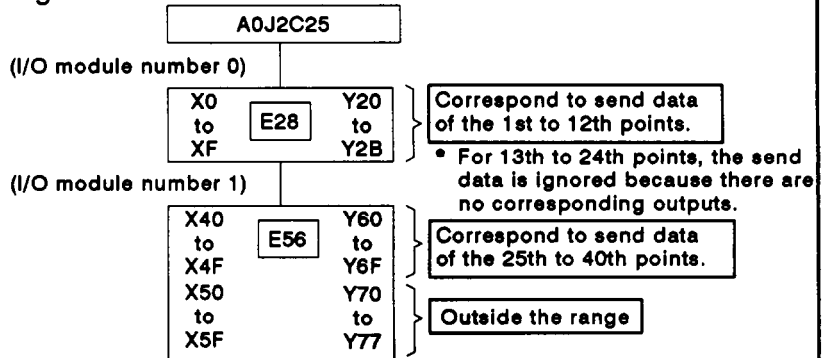 A0J2C25
(I/O module number 0)
X0 Y20
to E28 to
XF Y2B
Correspond to send data
of the 1st to 12th points.
* For 13th to 24th points, the send
data is ignored because there are
no corresponding outputs.
(I/O module number 1)
X40 Y60
to E56 to
X4F Y6F
Correspond to send data
of the 25th to 40th points.
X50 Y70
to to
X5F Y77
Outside the range